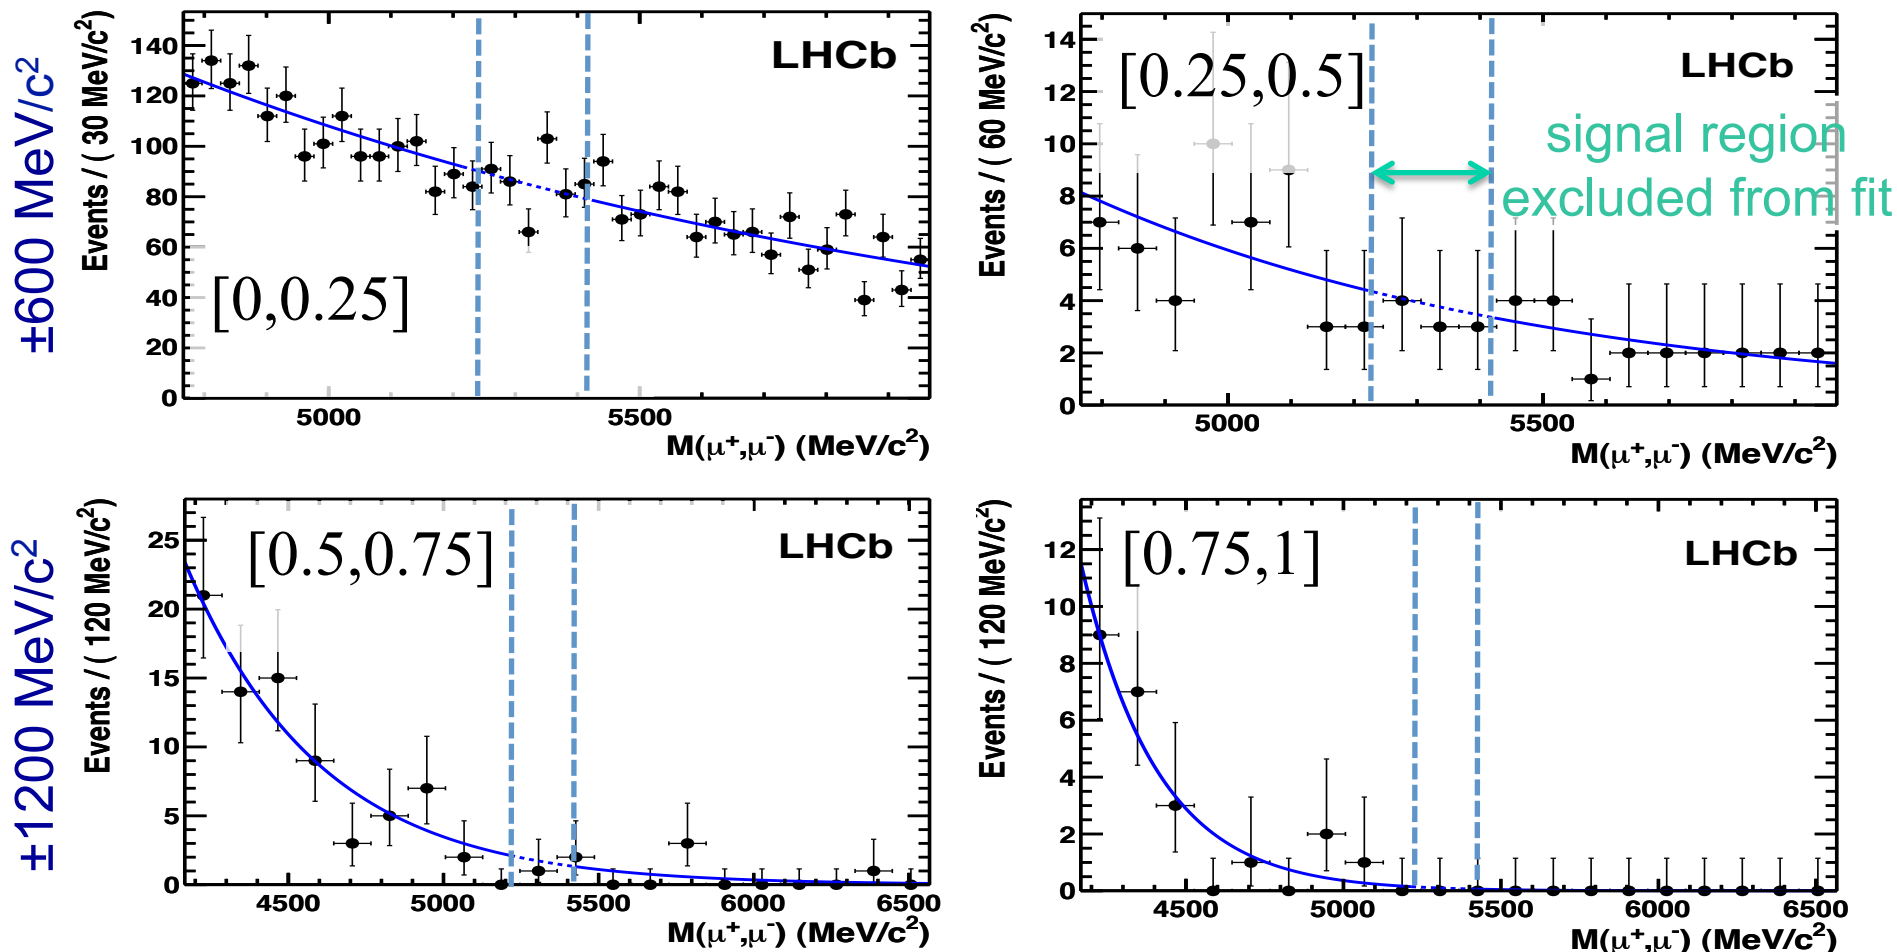 ±600 MeV/c²
Events / ( 30 MeV/c²)
140
120
100
80
60
40
20
0
LHCb
[0,0.25]
5000
5500
M(μ⁺,μ⁻) (MeV/c²)
Events / ( 60 MeV/c²)
14
12
10
8
6
4
2
0
[0.25,0.5]
LHCb
signal region
excluded from fit
5000
5500
M(μ⁺,μ⁻) (MeV/c²)
±1200 MeV/c²
Events / ( 120 MeV/c²)
25
20
15
10
5
0
[0.5,0.75]
LHCb
4500
5000
5500
6000
6500
M(μ⁺,μ⁻) (MeV/c²)
Events / ( 120 MeV/c²)
12
10
8
6
4
2
0
[0.75,1]
LHCb
4500
5000
5500
6000
6500
M(μ⁺,μ⁻) (MeV/c²)